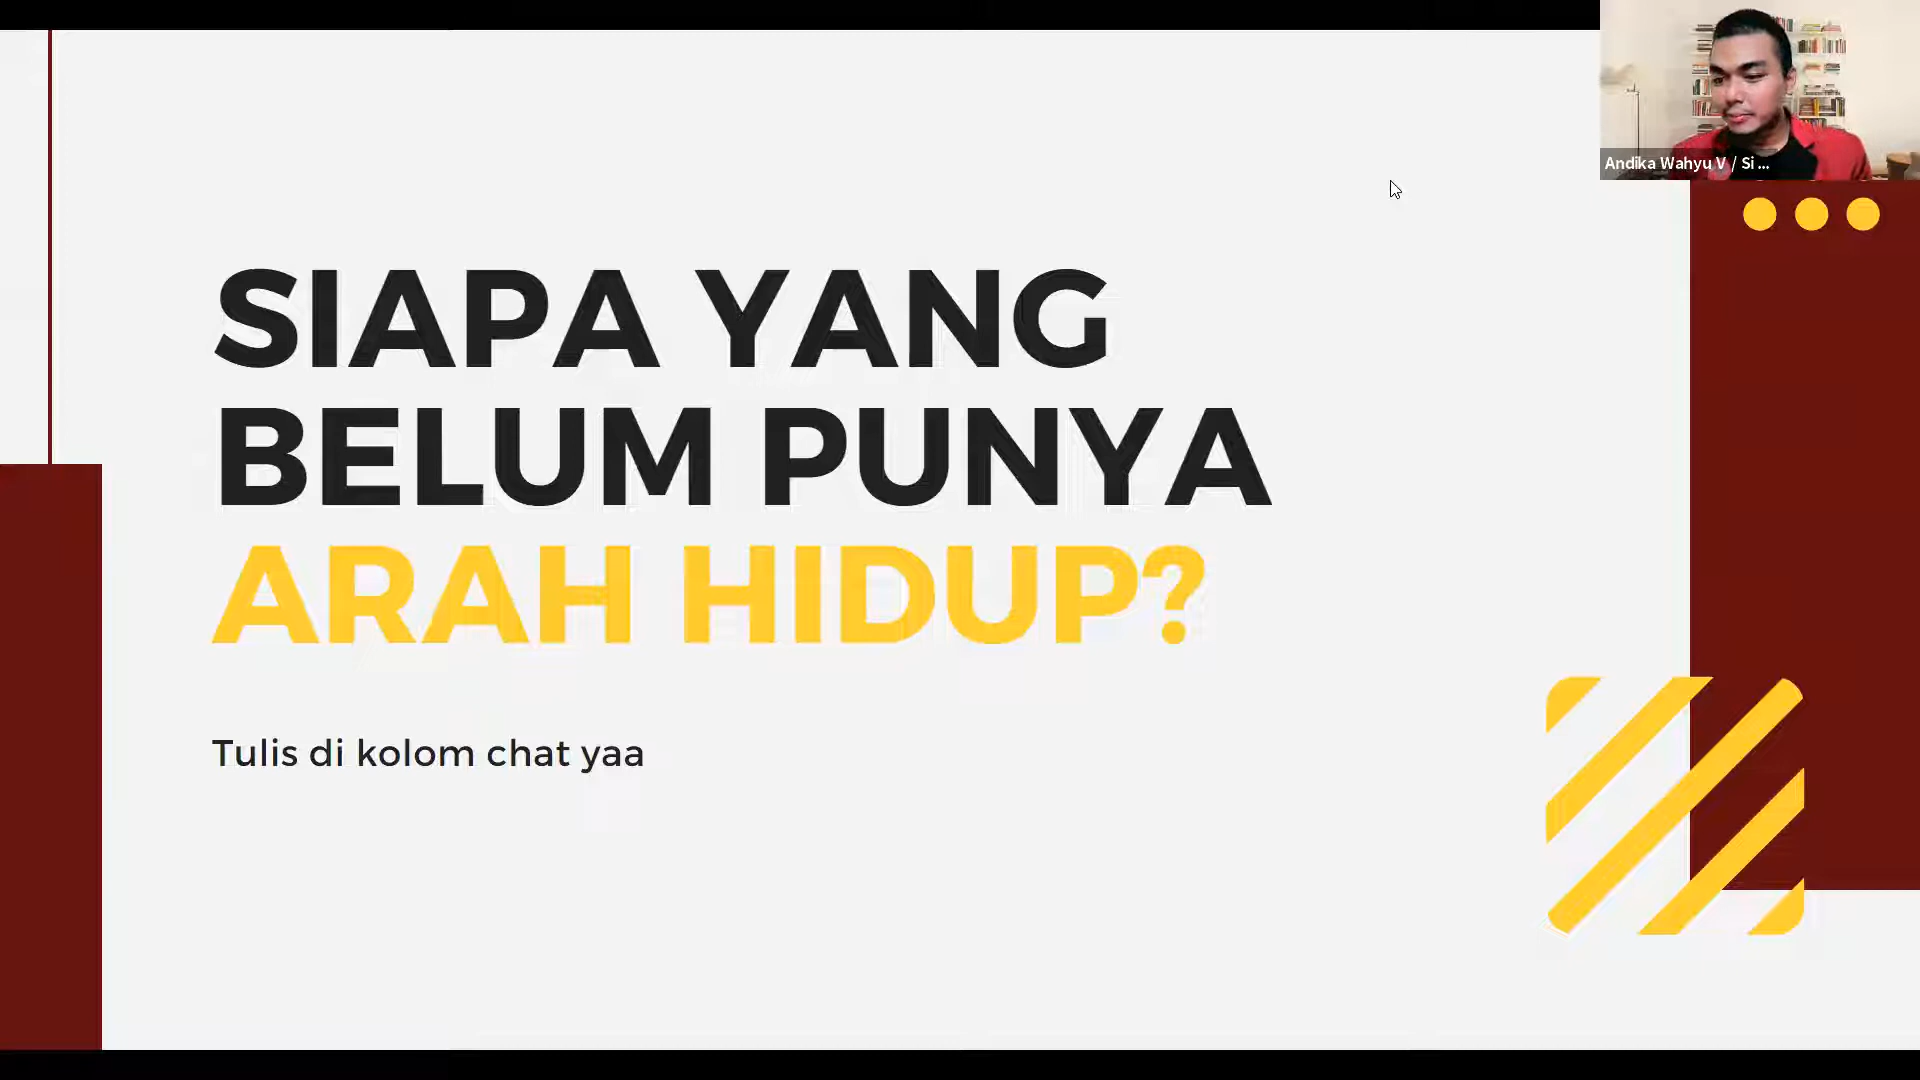 Andika Wahyu V / Si ...
SIAPA YANG
BELUM PUNYA
ARAH HIDUP?
Tulis di kolom chat yaa